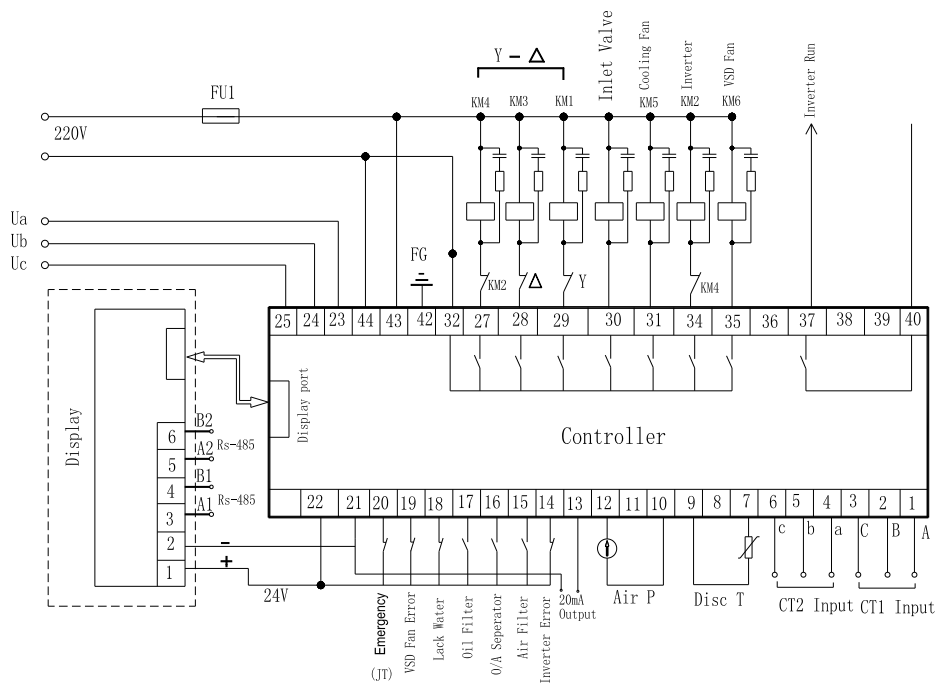 Y - Δ
Inlet Valve
Cooling Fan
Inverter
VSD Fan
Inverter Run
FU1
KM4 KM3 KM1 KM5 KM2 KM6
220V
Ua
Ub
Uc
FG
KM2 Δ Y KM4
25 24 23 44 43 42 32 27 28 29 30 31 34 35 36 37 38 39 40
Display
Display port
Controller
B2
6 Rs-485
A2
5
B1
4 Rs-485
A1
3
2 -
1 +
22 21 20 19 18 17 16 15 14 13 12 11 10 9 8 7 6 5 4 3 2 1
c b a C B A
24V
Emergency
(JT)
VSD Fan Error
Lack Water
Oil Filter
O/A Seperator
Air Filter
Inverter Error
20mA
Output
Air P
Disc T
CT2 Input
CT1 Input